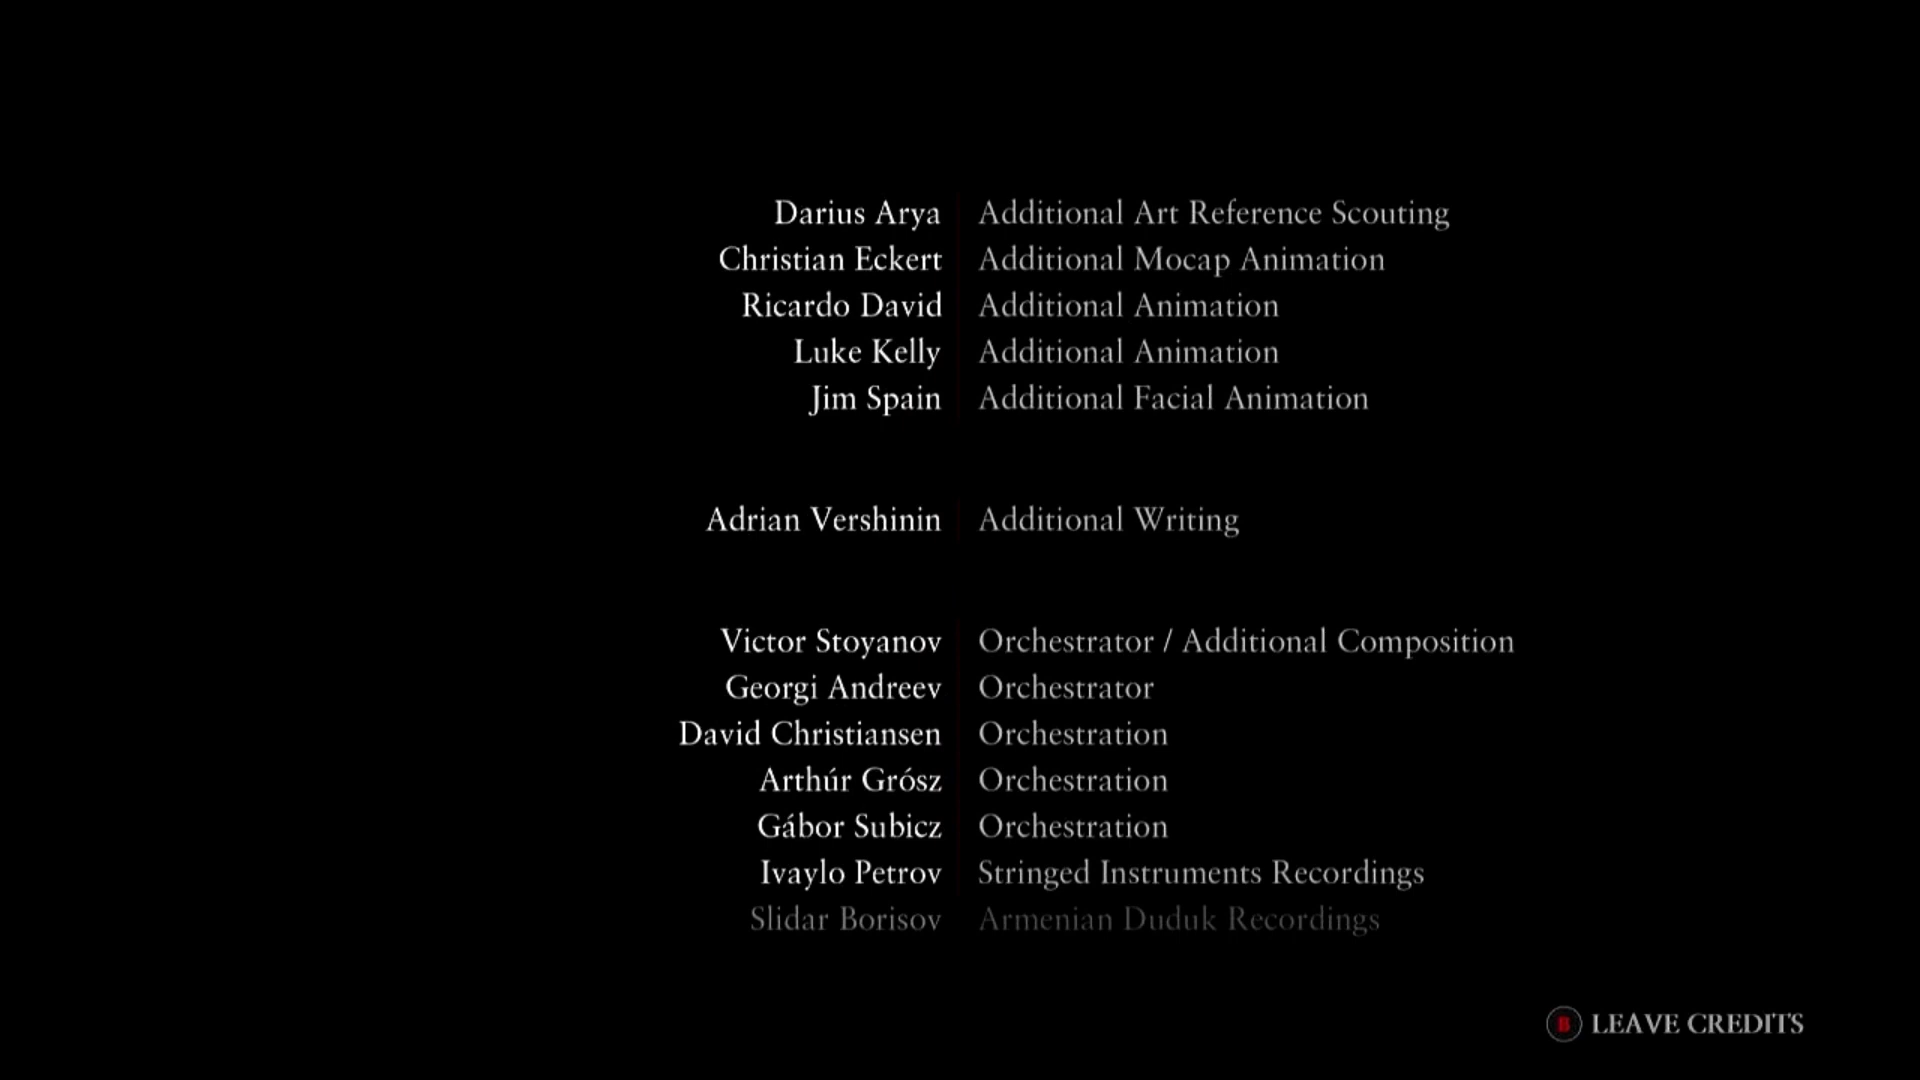 Darius Arya Additional Art Reference Scouting
Christian Eckert Additional Mocap Animation
Ricardo David Additional Animation
Luke Kelly Additional Animation
Jim Spain Additional Facial Animation
Adrian Vershinin Additional Writing
Victor Stoyanov Orchestrator / Additional Composition
Georgi Andreev Orchestrator
David Christiansen Orchestration
Arthúr Grósz Orchestration
Gábor Subicz Orchestration
Ivaylo Petrov Stringed Instruments Recordings
Slidar Borisov Armenian Duduk Recordings
B LEAVE CREDITS